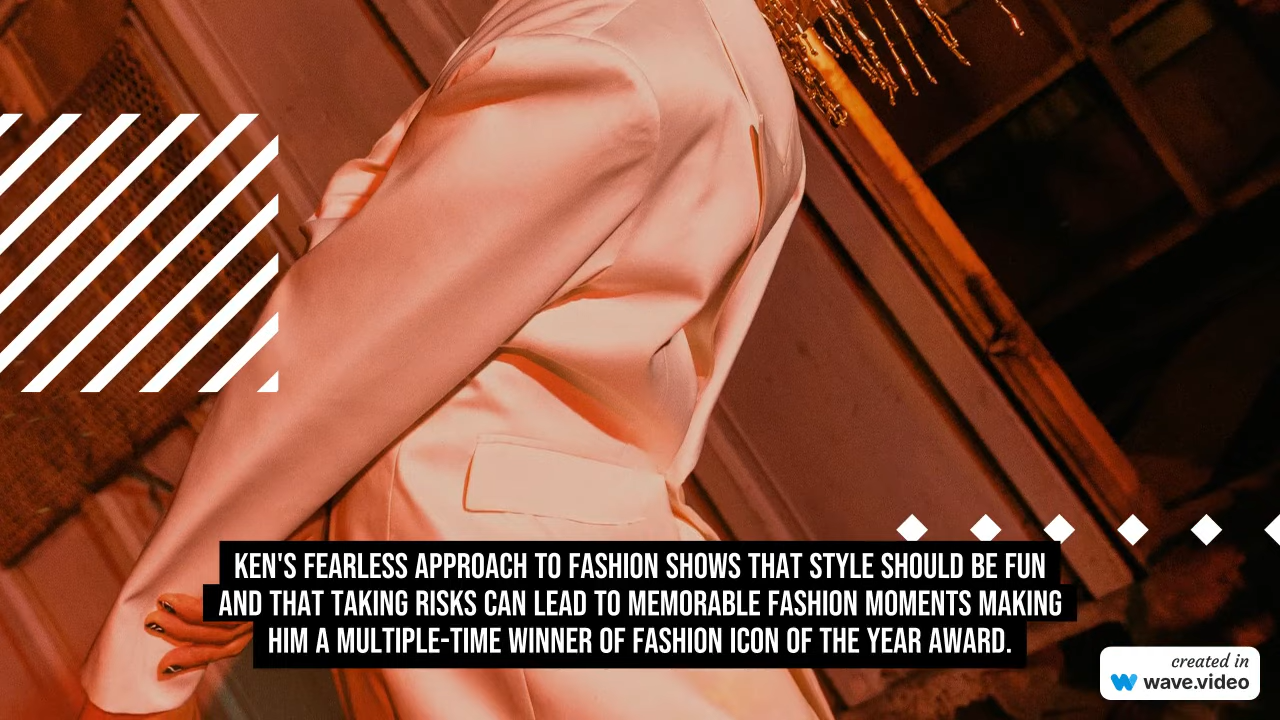 KEN'S FEARLESS APPROACH TO FASHION SHOWS THAT STYLE SHOULD BE FUN
AND THAT TAKING RISKS CAN LEAD TO MEMORABLE FASHION MOMENTS MAKING
HIM A MULTIPLE-TIME WINNER OF FASHION ICON OF THE YEAR AWARD.
created in
wave.video